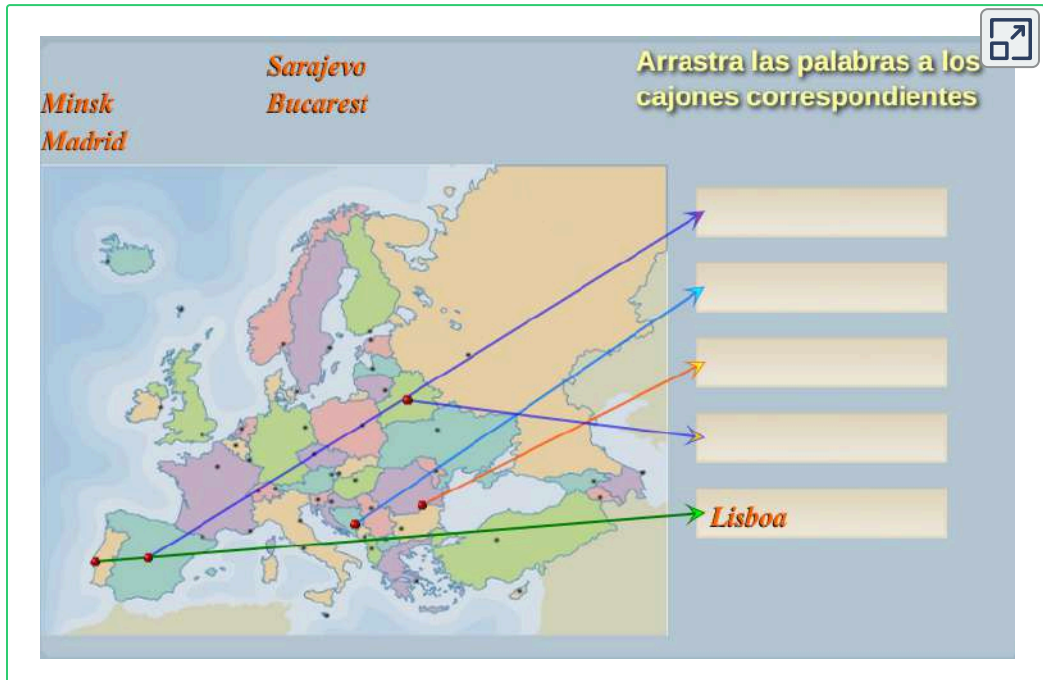 Sarajevo
Minsk
Bucarest
Madrid
Arrastra las palabras a los
cajones correspondientes
Lisboa